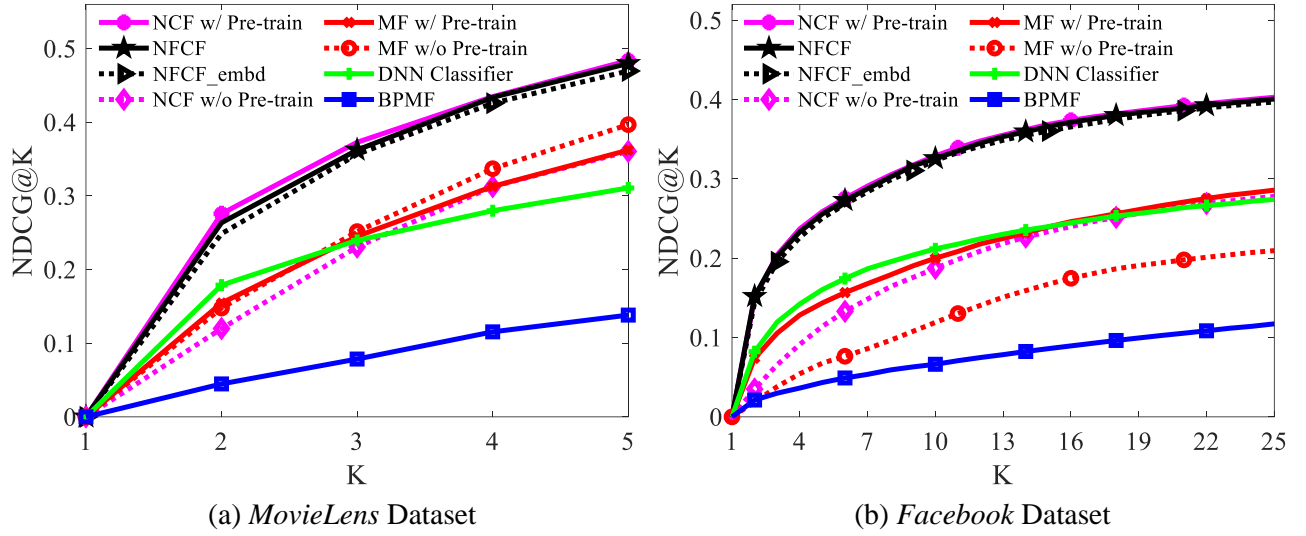 NCF w/ Pre-train
NFCF
NFCF_embd
NCF w/o Pre-train
MF w/ Pre-train
MF w/o Pre-train
DNN Classifier
BPMF
NDCG@K
0.5
0.4
0.3
0.2
0.1
0
1 2 3 4 5
K
(a) MovieLens Dataset
NCF w/ Pre-train
NFCF
NFCF_embd
NCF w/o Pre-train
MF w/ Pre-train
MF w/o Pre-train
DNN Classifier
BPMF
NDCG@K
0.5
0.4
0.3
0.2
0.1
0
1 4 7 10 13 16 19 22 25
K
(b) Facebook Dataset